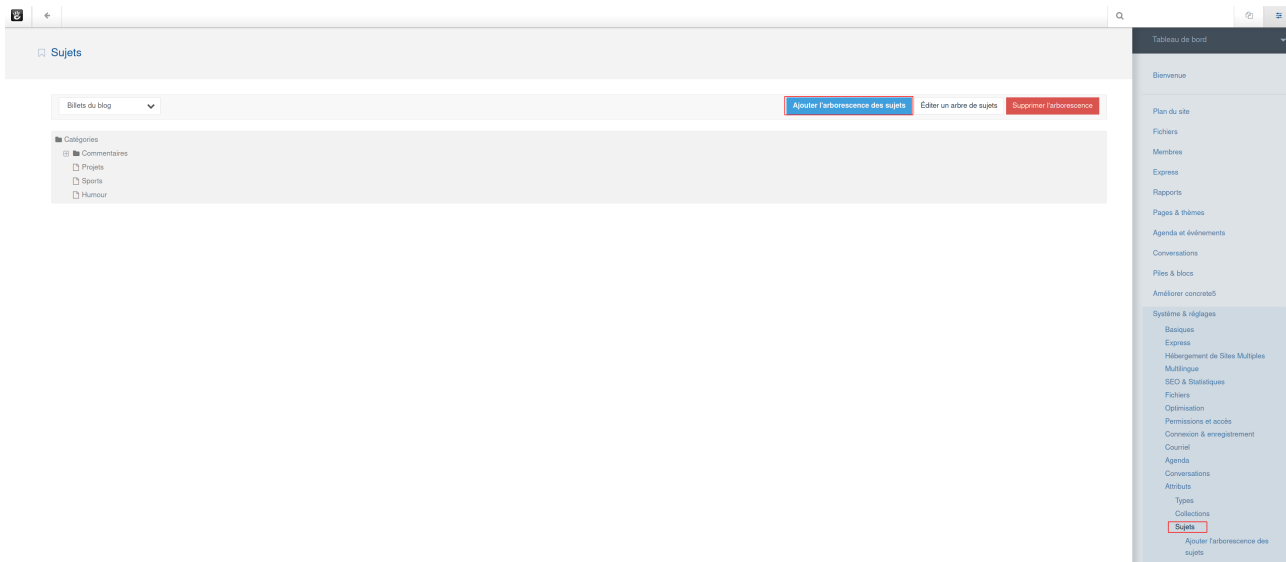 Tableau de bord
Sujets
Bienvenue
Billets du blog
Ajouter l'arborescence des sujets
Éditer un arbre de sujets
Supprimer l'arborescence
Catégories
Commentaires
Projets
Sports
Humour
Plan du site
Fichiers
Membres
Express
Rapports
Pages & thèmes
Agenda et événements
Conversations
Piles & blocs
Améliorer concrete5
Système & réglages
Basiques
Express
Hébergement de Sites Multiples
Multilingue
SEO & Statistiques
Fichiers
Optimisation
Permissions et accès
Connexion & enregistrement
Courriel
Agenda
Conversations
Attributs
Types
Collections
Sujets
Ajouter l'arborescence des
sujets